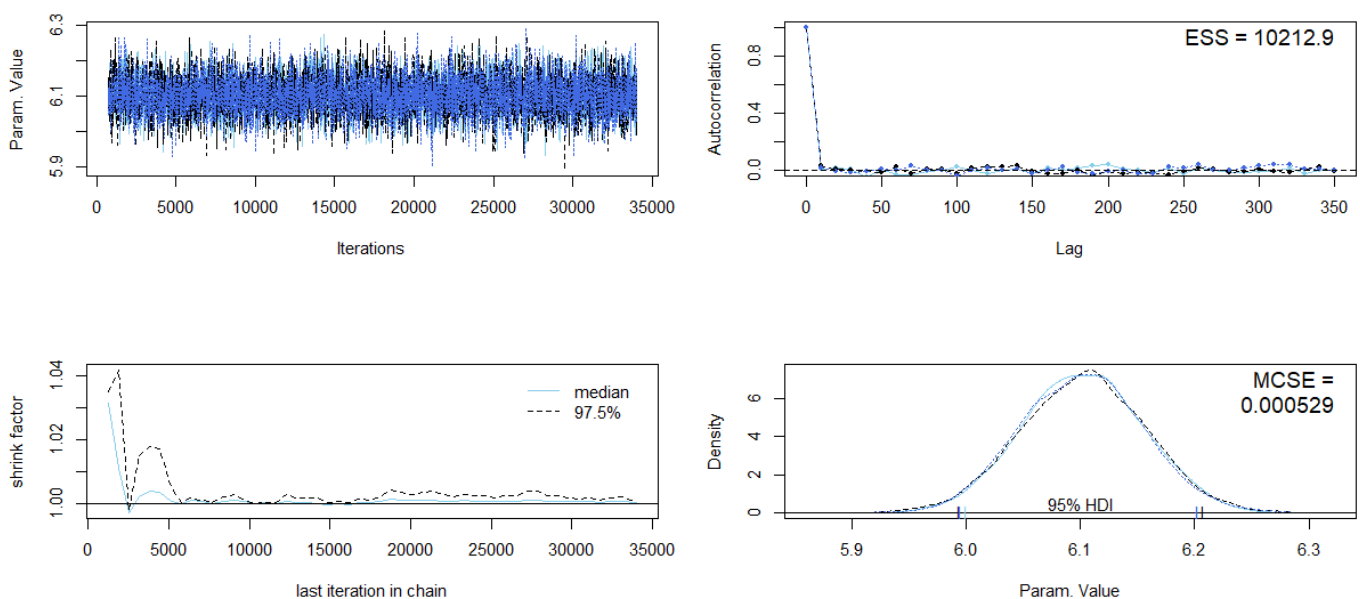 Param. Value
6.3
6.1
5.9
0 5000 10000 15000 20000 25000 30000 35000
Iterations
Autocorrelation
0.8
0.4
0.0
ESS = 10212.9
0 50 100 150 200 250 300 350
Lag
shrink factor
1.04
1.02
1.00
median
97.5%
0 5000 10000 15000 20000 25000 30000 35000
last iteration in chain
Density
6
4
2
0
MCSE =
0.000529
95% HDI
5.9 6.0 6.1 6.2 6.3
Param. Value